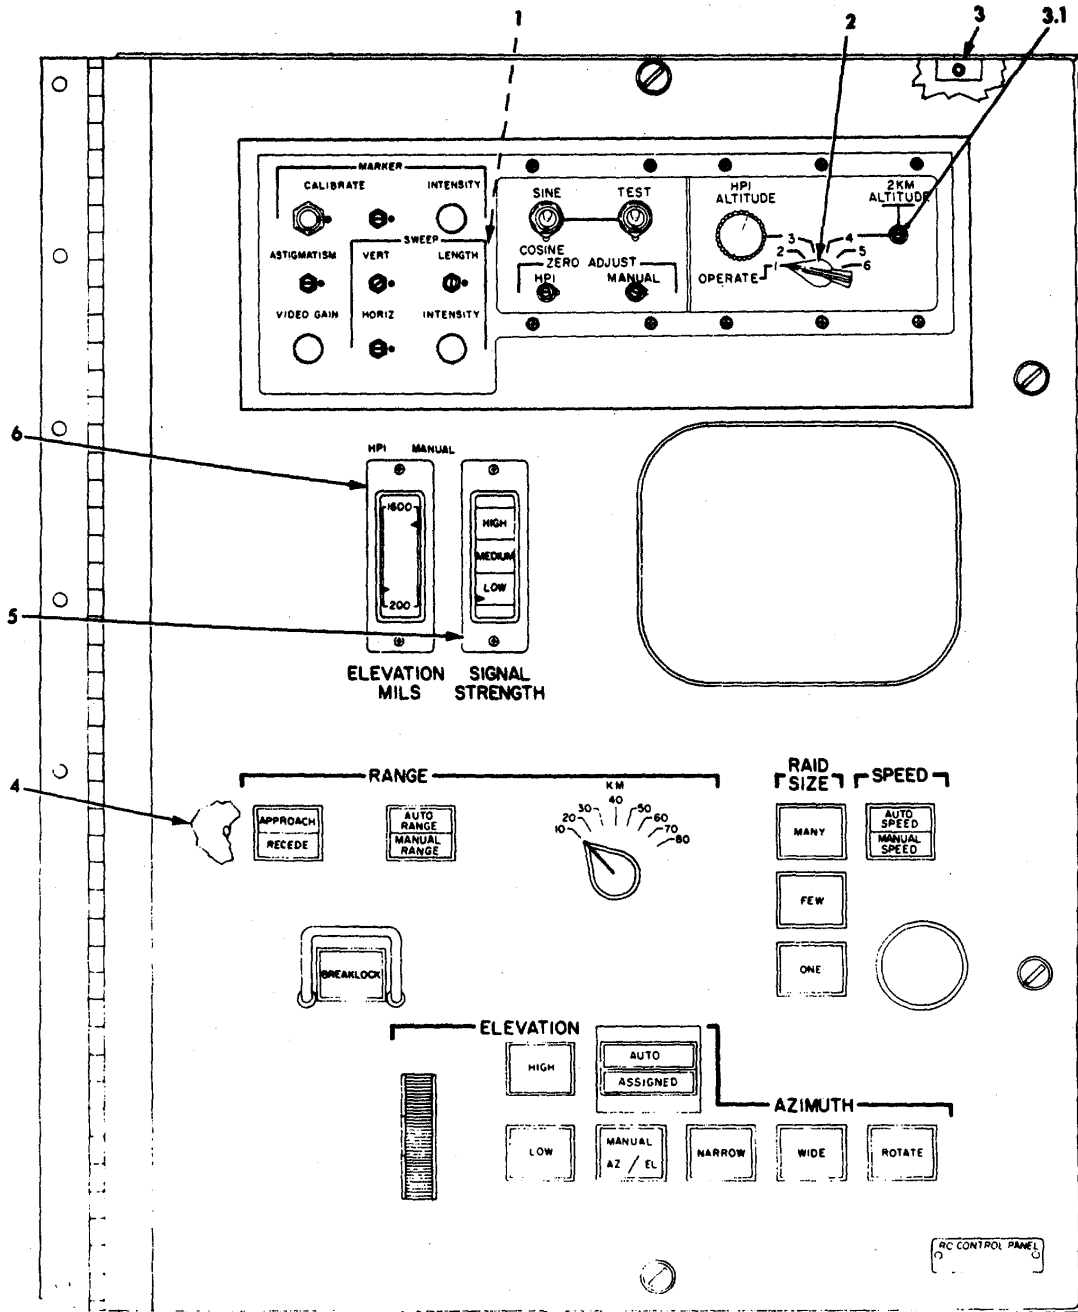 1
2
3
3.1
MARKER
CALIBRATE
INTENSITY
SWEEP
ASTIGMATISM
VERT
LENGTH
VIDEO GAIN
HORIZ
INTENSITY
SINE
TEST
COSINE
ZERO ADJUST
HPI
MANUAL
HPI
ALTITUDE
2KM
ALTITUDE
OPERATE
1
2
3
4
5
6
6
HPI
MANUAL
1600
200
HIGH
MEDIUM
LOW
5
ELEVATION
MILS
SIGNAL
STRENGTH
4
RANGE
APPROACH
RECEDE
AUTO
RANGE
MANUAL
RANGE
KM
10
20
30
40
50
60
70
80
RAID
SIZE
SPEED
MANY
FEW
ONE
AUTO
SPEED
MANUAL
SPEED
BREAKLOCK
ELEVATION
HIGH
AUTO
ASSIGNED
AZIMUTH
LOW
MANUAL
AZ / EL
NARROW
WIDE
ROTATE
RC CONTROL PANEL